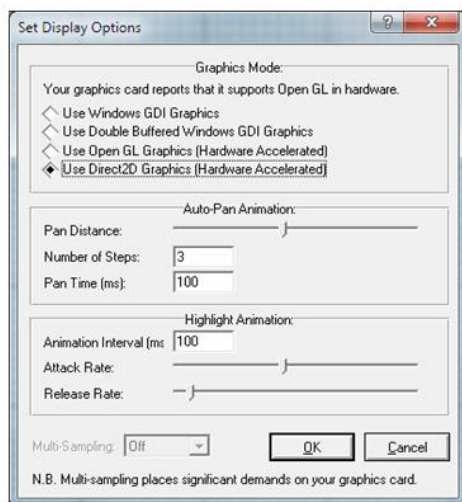 Set Display Options
Graphics Mode:
Your graphics card reports that it supports Open GL in hardware.
Use Windows GDI Graphics
Use Double Buffered Windows GDI Graphics
Use Open GL Graphics (Hardware Accelerated)
Use Direct2D Graphics (Hardware Accelerated)
Auto-Pan Animation:
Pan Distance:
Number of Steps: 3
Pan Time (ms): 100
Highlight Animation:
Animation Interval (ms 100
Attack Rate:
Release Rate:
Multi-Sampling: Off OK Cancel
N.B. Multi-sampling places significant demands on your graphics card.